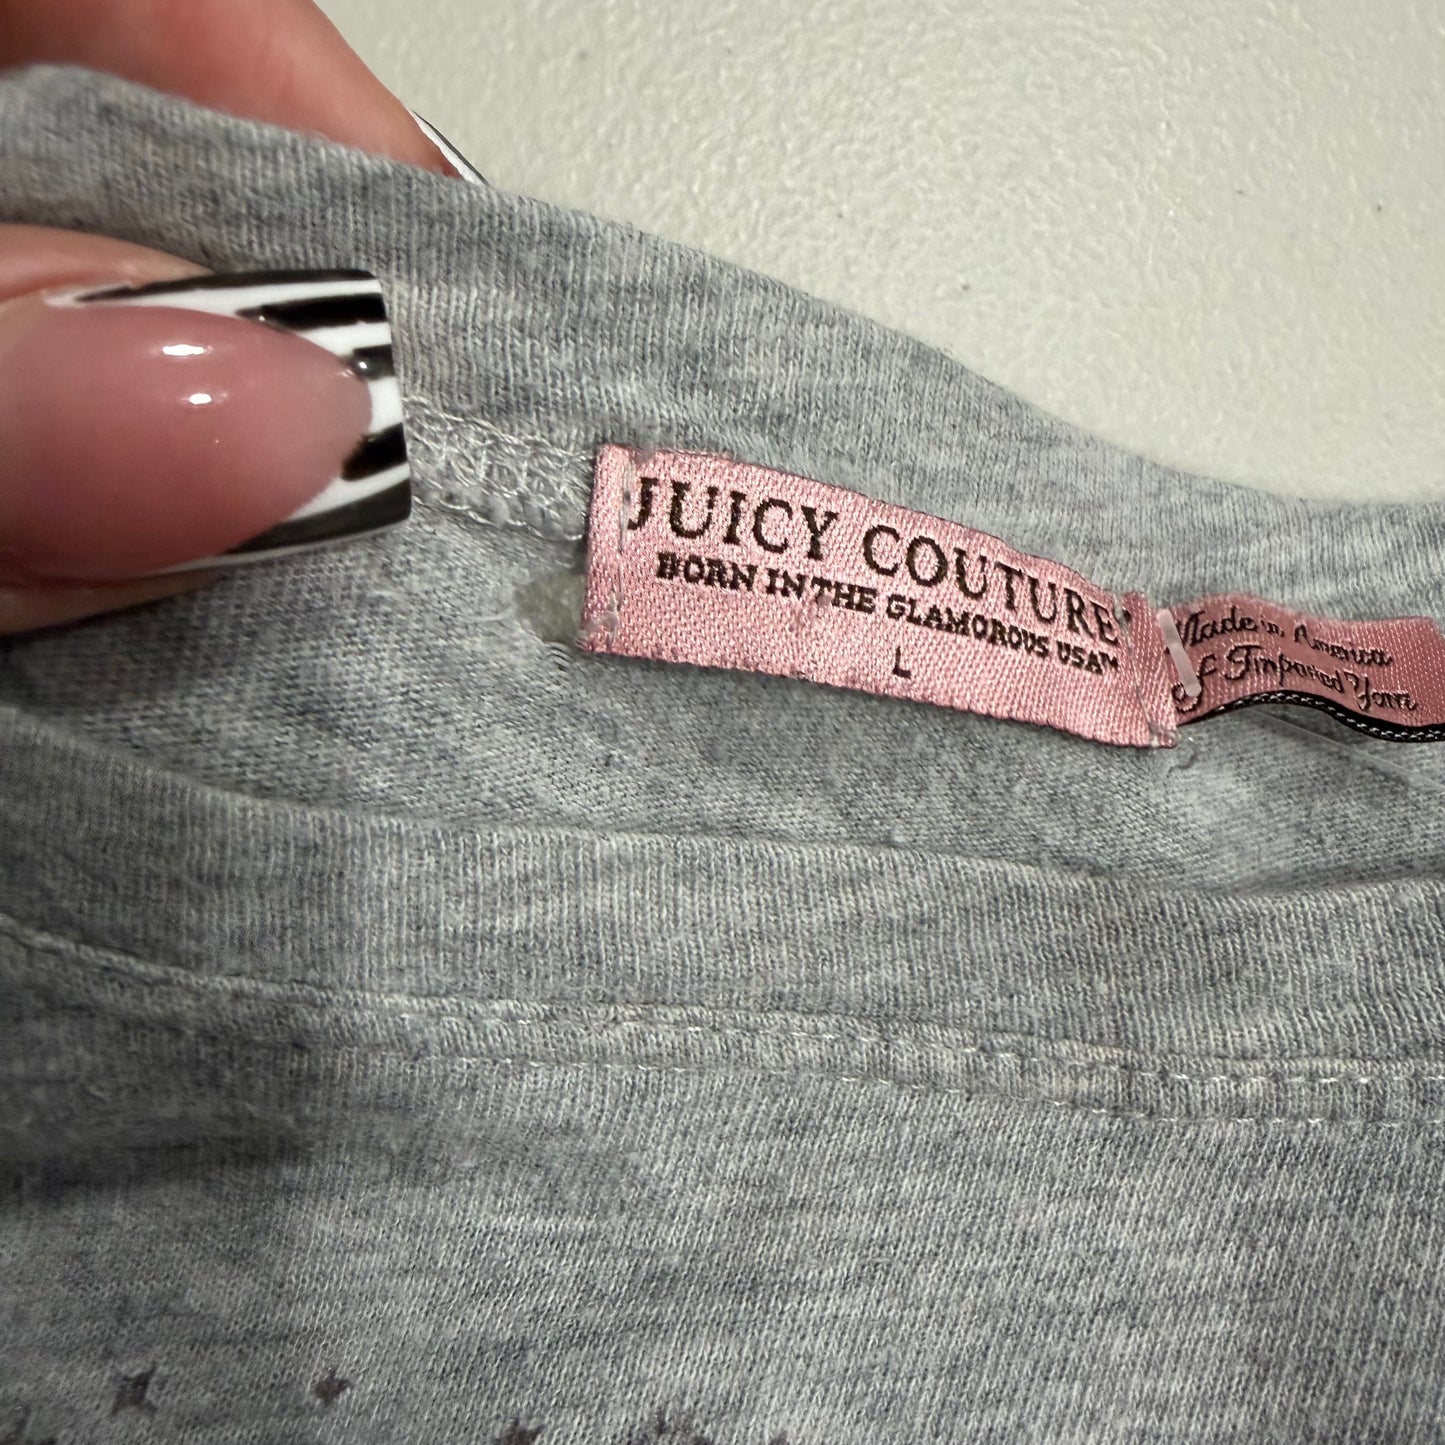 JUICY COUTURE
BORN IN THE GLAMOROUS USA™
L
Made in America
of Imported Yarn